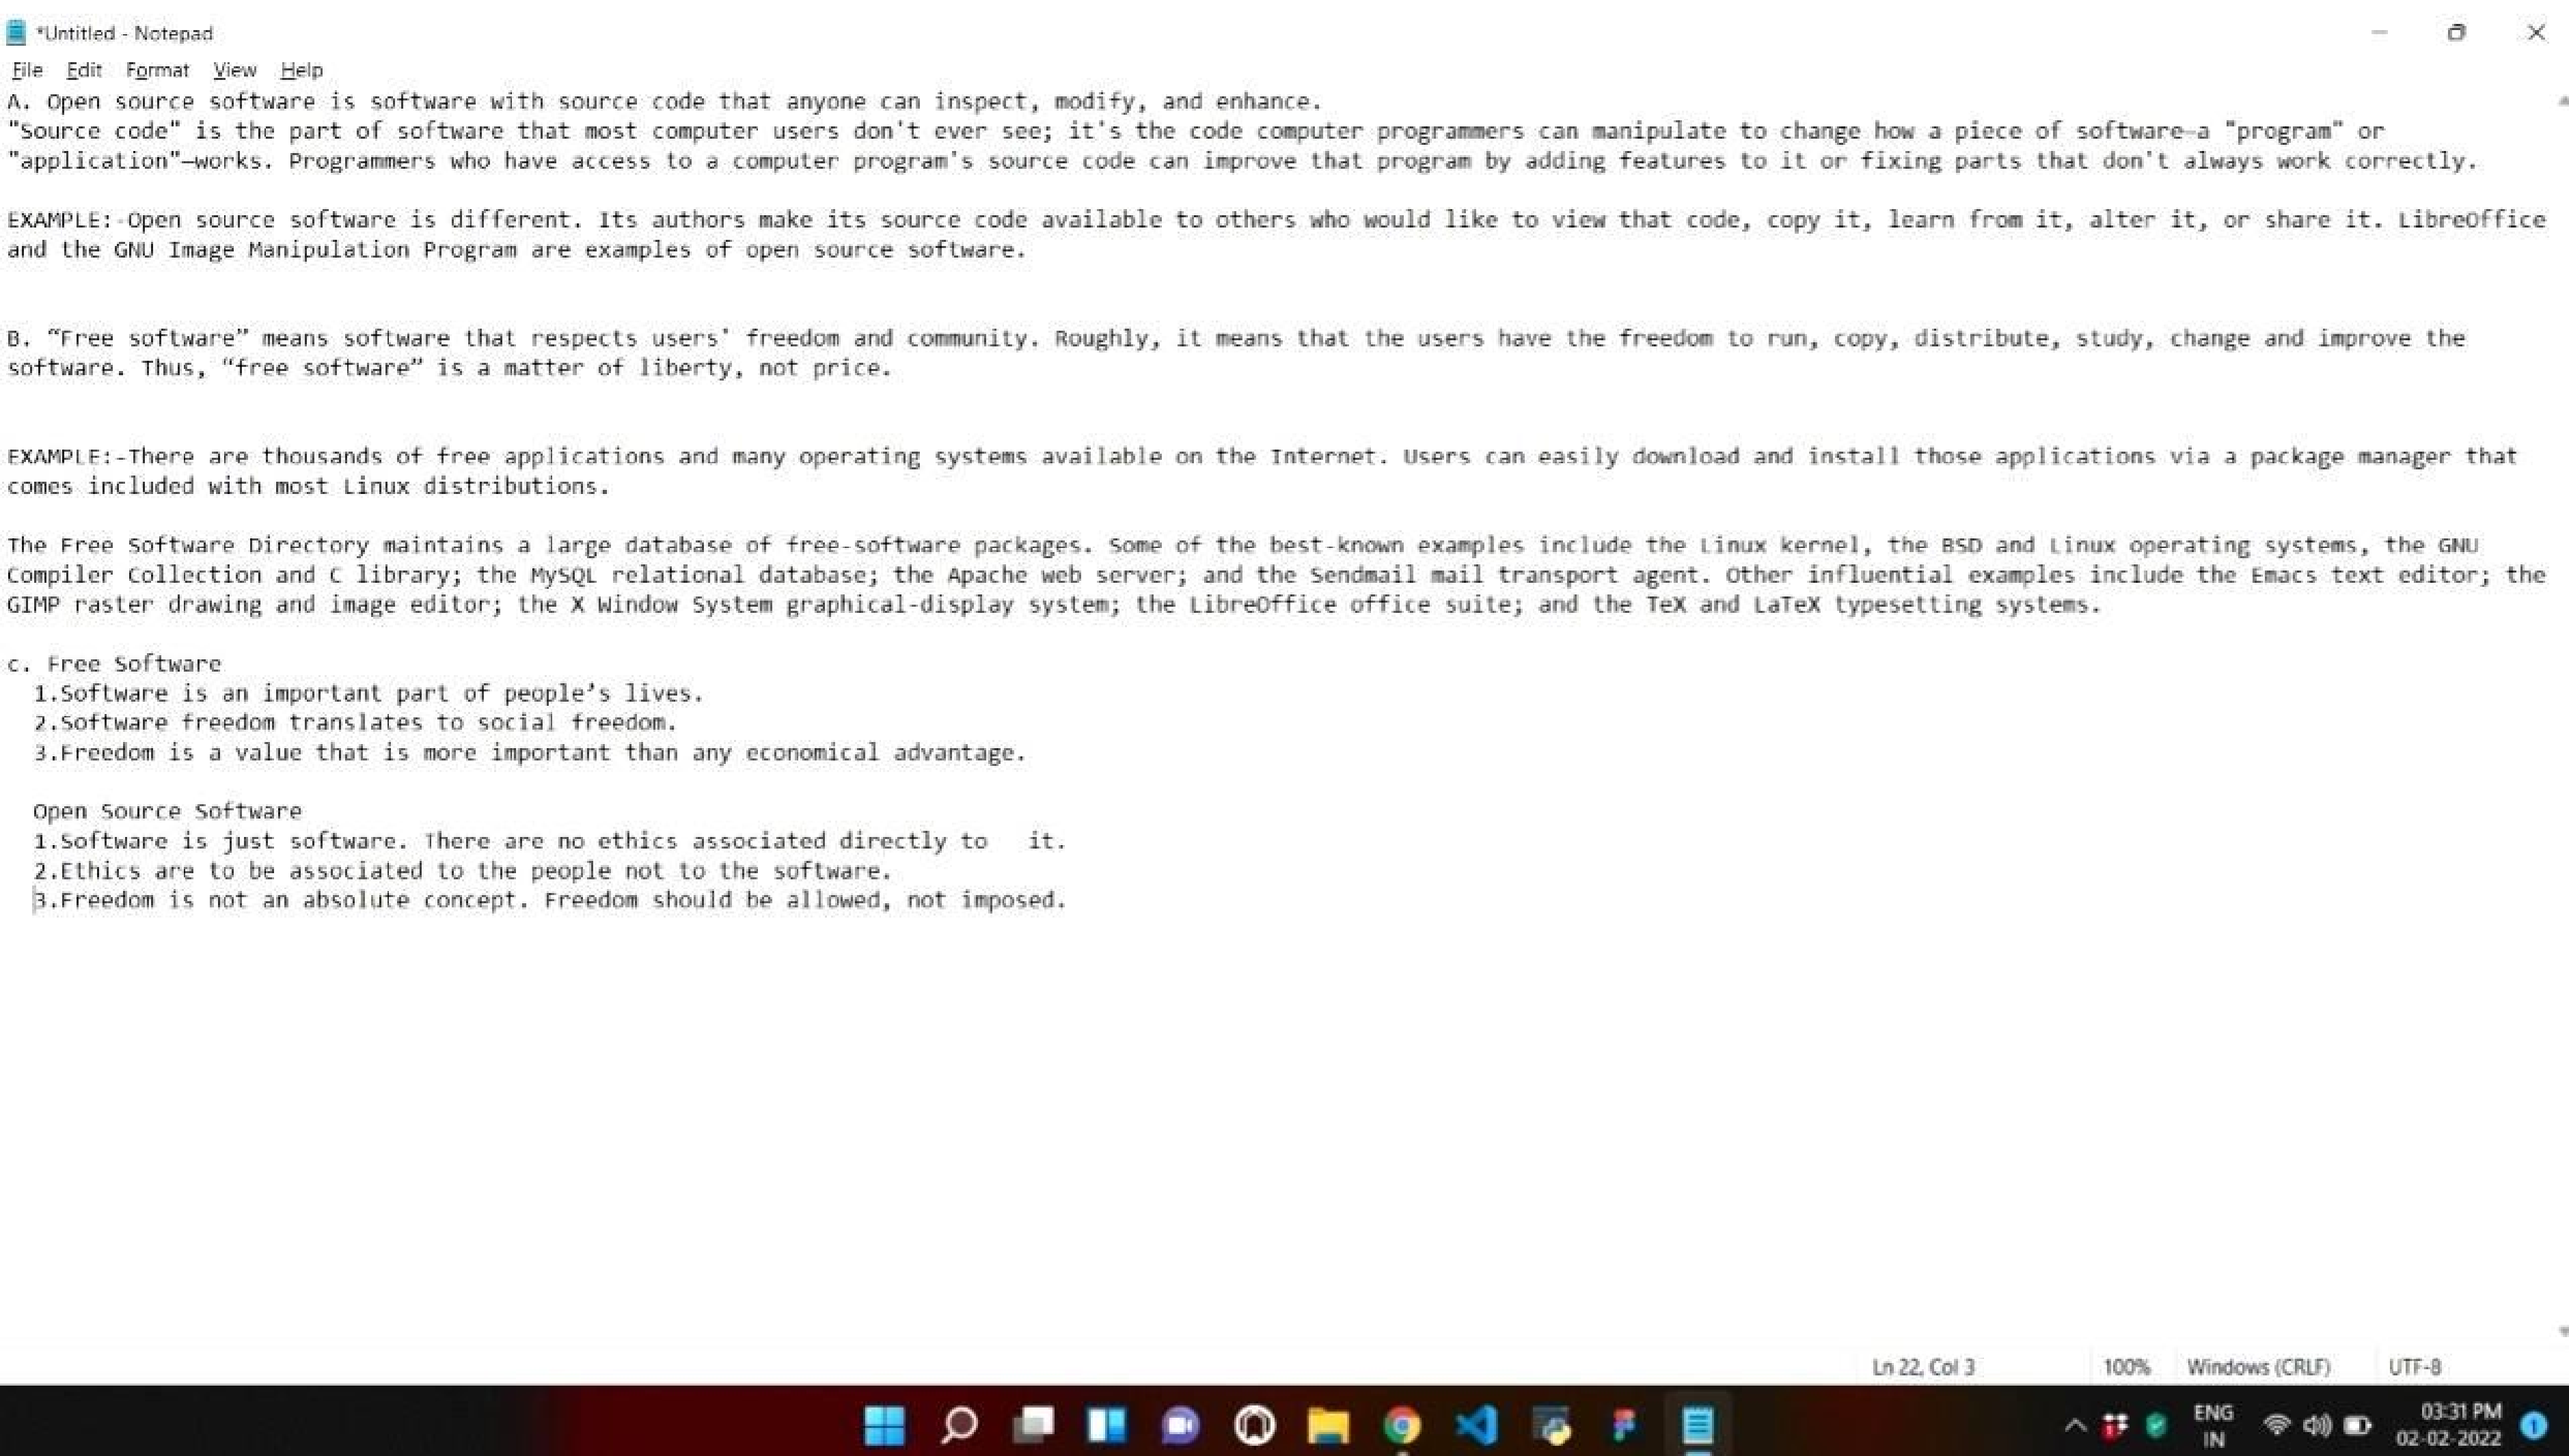 *Untitled - Notepad
File Edit Format View Help
A. Open source software is software with source code that anyone can inspect, modify, and enhance.
"Source code" is the part of software that most computer users don't ever see; it's the code computer programmers can manipulate to change how a piece of software—a "program" or
"application"—works. Programmers who have access to a computer program's source code can improve that program by adding features to it or fixing parts that don't always work correctly.
EXAMPLE:-Open source software is different. Its authors make its source code available to others who would like to view that code, copy it, learn from it, alter it, or share it. LibreOffice
and the GNU Image Manipulation Program are examples of open source software.
B. “Free software” means software that respects users' freedom and community. Roughly, it means that the users have the freedom to run, copy, distribute, study, change and improve the
software. Thus, “free software” is a matter of liberty, not price.
EXAMPLE:-There are thousands of free applications and many operating systems available on the Internet. Users can easily download and install those applications via a package manager that
comes included with most Linux distributions.
The Free Software Directory maintains a large database of free-software packages. Some of the best-known examples include the Linux kernel, the BSD and Linux operating systems, the GNU
Compiler Collection and C library; the MySQL relational database; the Apache web server; and the Sendmail mail transport agent. Other influential examples include the Emacs text editor; the
GIMP raster drawing and image editor; the X Window System graphical-display system; the LibreOffice office suite; and the TeX and LaTeX typesetting systems.
c. Free Software
1.Software is an important part of people’s lives.
2.Software freedom translates to social freedom.
3.Freedom is a value that is more important than any economical advantage.
Open Source Software
1.Software is just software. There are no ethics associated directly to   it.
2.Ethics are to be associated to the people not to the software.
3.Freedom is not an absolute concept. Freedom should be allowed, not imposed.
Ln 22, Col 3 100% Windows (CRLF) UTF-8
ENG 03:31 PM
IN 02-02-2022 1